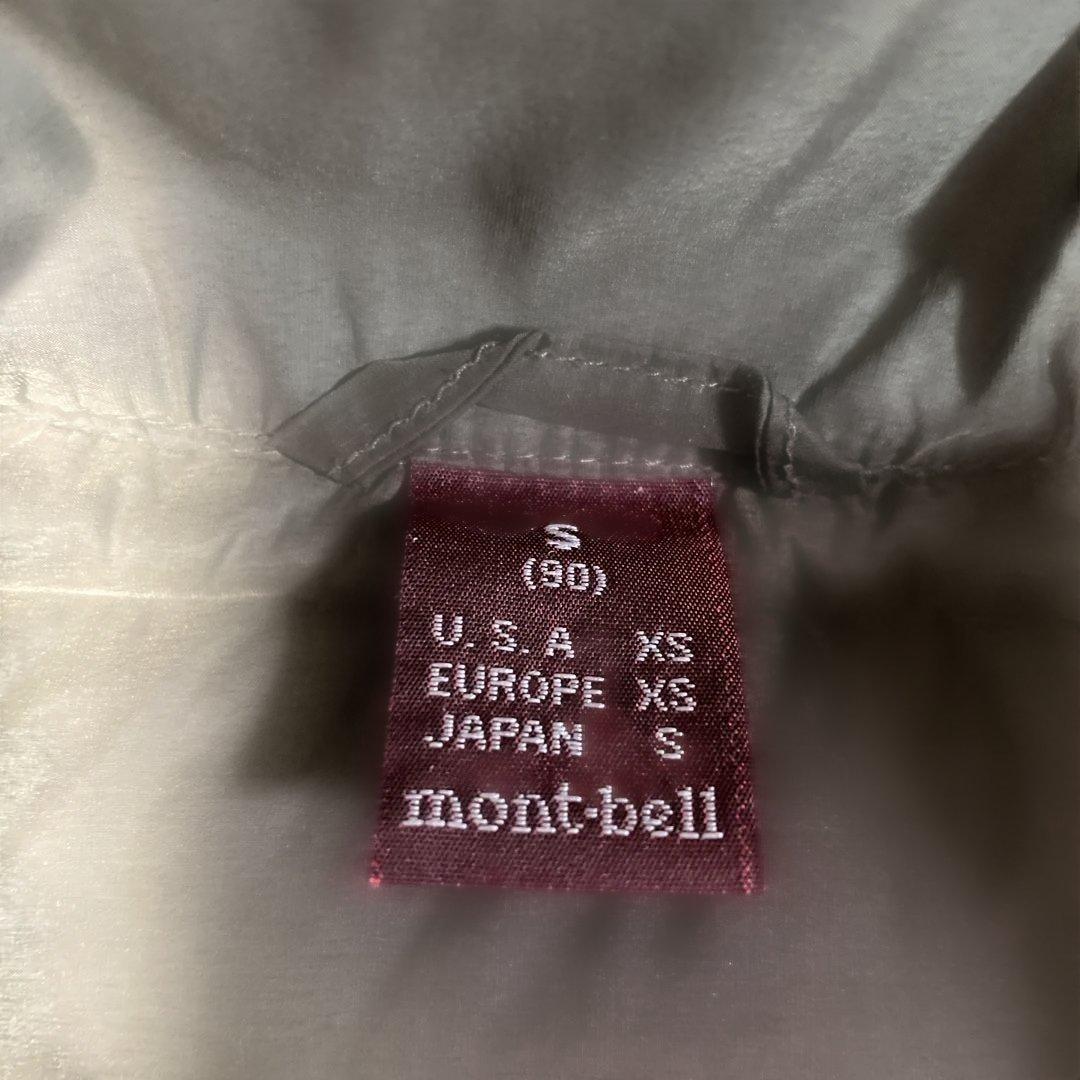 S
(90)
U.S.A XS
EUROPE XS
JAPAN S
mont-bell